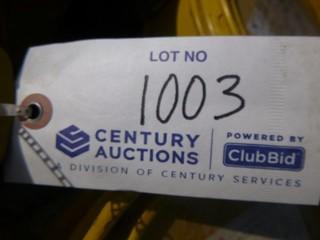 LOT NO
1003
CENTURY AUCTIONS
POWERED BY
ClubBid
A DIVISION OF CENTURY SERVICES